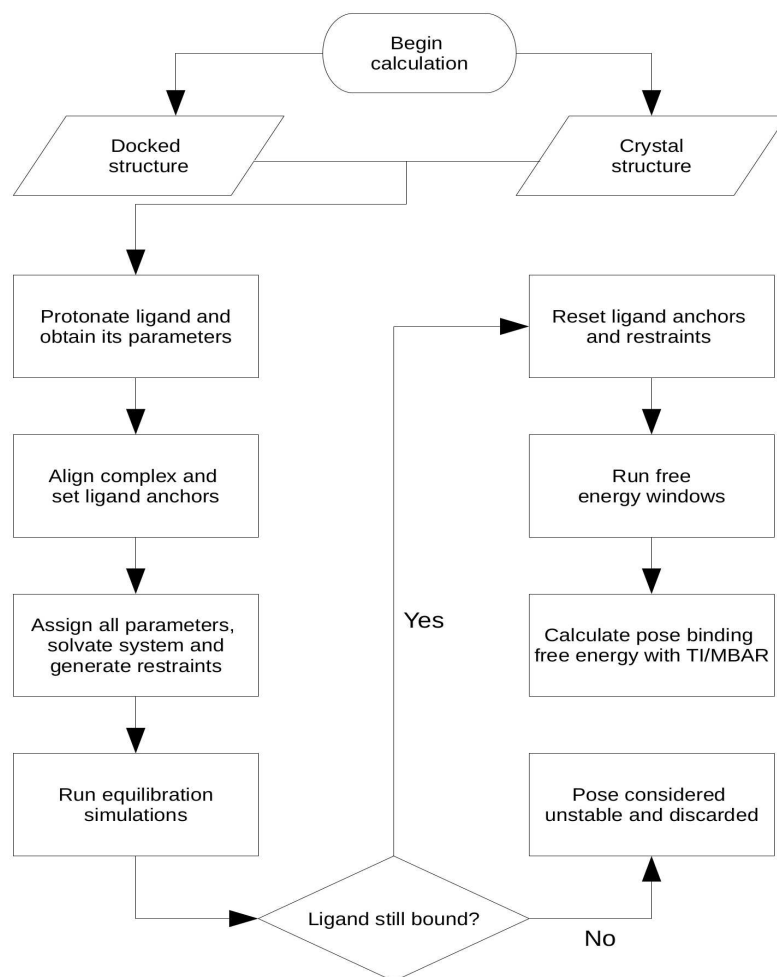 Begin
calculation
Docked
structure
Crystal
structure
Protonate ligand and
obtain its parameters
Align complex and
set ligand anchors
Assign all parameters,
solvate system and
generate restraints
Run equilibration
simulations
Ligand still bound?
Yes
Reset ligand anchors
and restraints
Run free
energy windows
Calculate pose binding
free energy with TI/MBAR
No
Pose considered
unstable and discarded